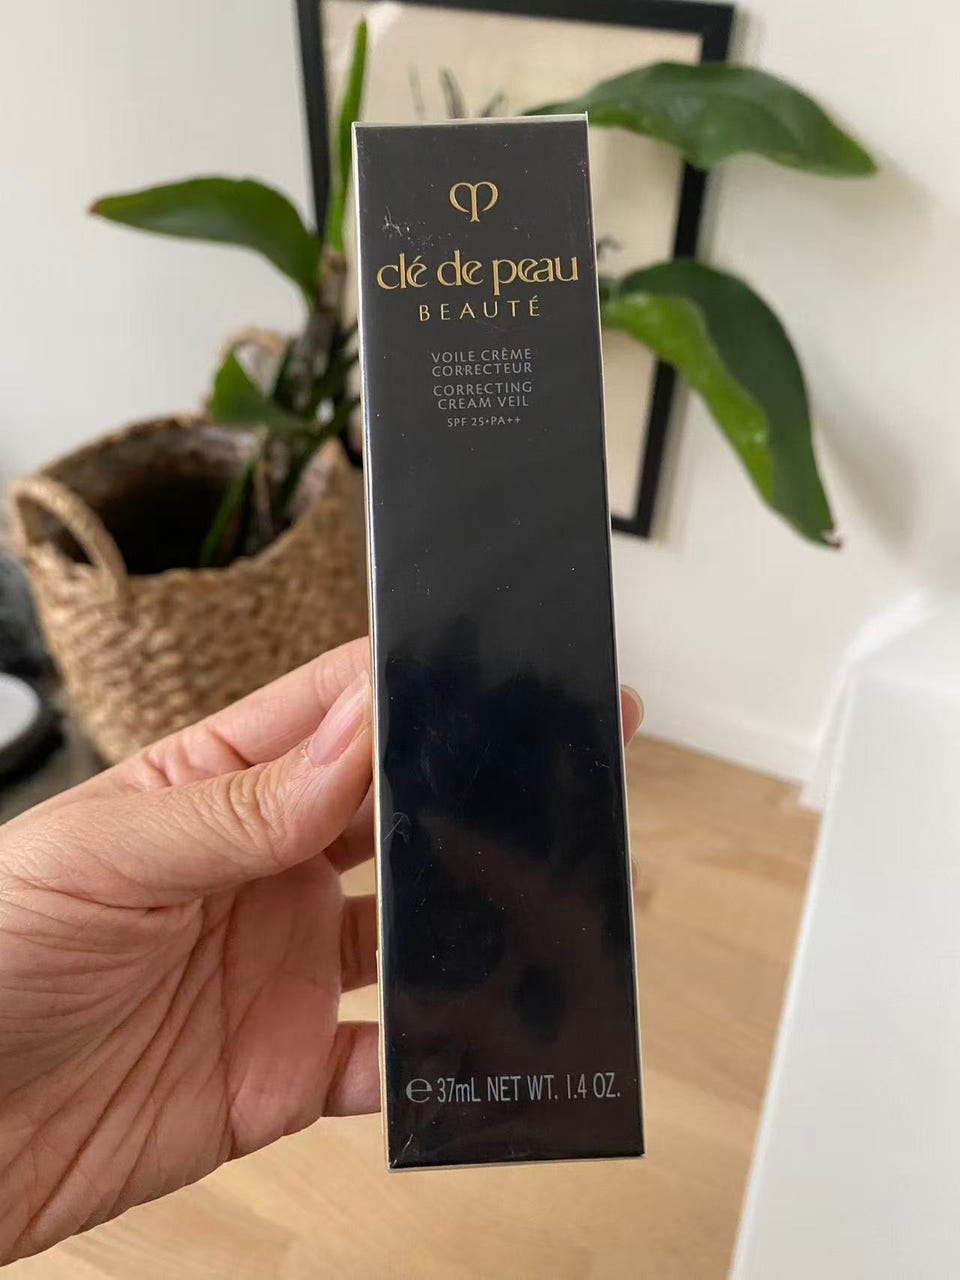 clé de peau
BEAUTÉ
VOILE CRÈME
CORRECTEUR
CORRECTING
CREAM VEIL
SPF 25•PA++
℮ 37mL NET WT. 1.4 OZ.